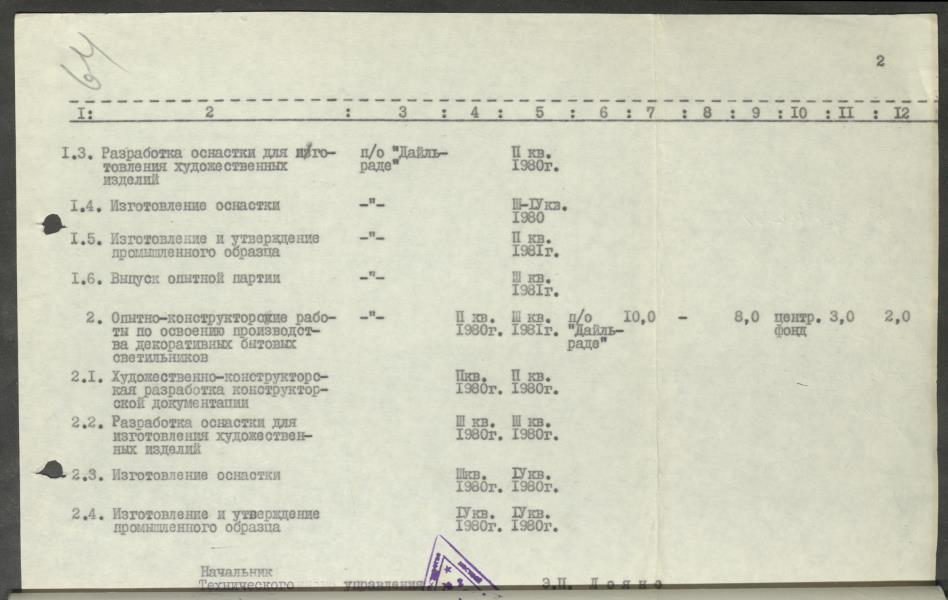 64
2
I: 2 : 3 : 4 : 5 : 6 : 7 : 8 : 9 : I0 : II : I2
I.3. Разработка оснастки для изго- п/о "Дайль- II кв.
товления художественных раде" I980г.
изделий
I.4. Изготовление оснастки -"- Ш-IУкв.
I980
I.5. Изготовление и утверждение -"- II кв.
промышленного образца I98Iг.
I.6. Выпуск опытной партии -"- Ш кв.
I98Iг.
2. Опытно-конструкторские рабо- -"- II кв. Ш кв. п/о I0,0 - 8,0 центр. 3,0 2,0
ты по освоению производст- I980г. I98Iг. "Дайль- фонд
ва декоративных бытовых раде"
светильников
2.I. Художественно-конструкторс- IIкв. II кв.
кая разработка конструктор- I980г. I980г.
ской документации
2.2. Разработка оснастки для Ш кв. Ш кв.
изготовления художествен- I980г. I980г.
ных изделий
2.3. Изготовление оснастки Шкв. IУкв.
I980г. I980г.
2.4. Изготовление и утверждение IУкв. IУкв.
промышленного образца I980г. I980г.
Начальник
Технического управления Э.П.